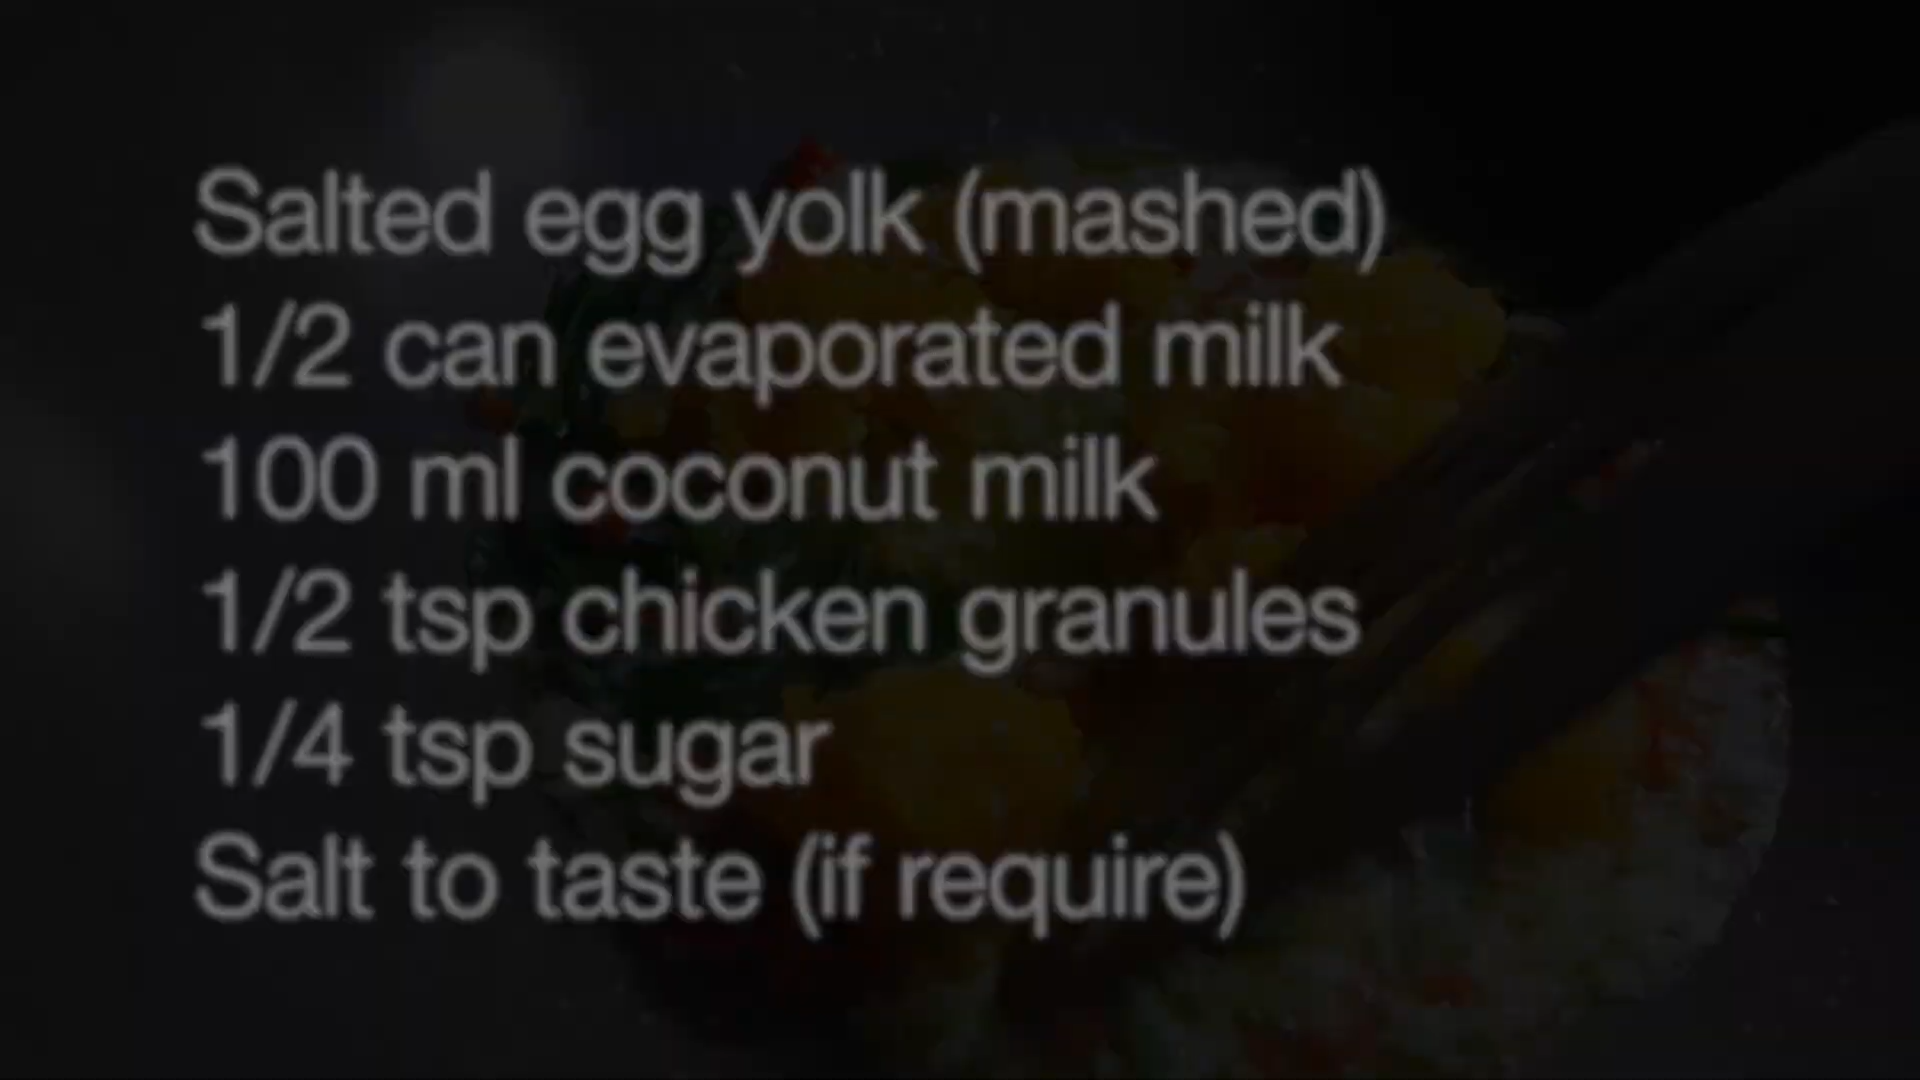 Salted egg yolk (mashed)
1/2 can evaporated milk
100 ml coconut milk
1/2 tsp chicken granules
1/4 tsp sugar
Salt to taste (if require)